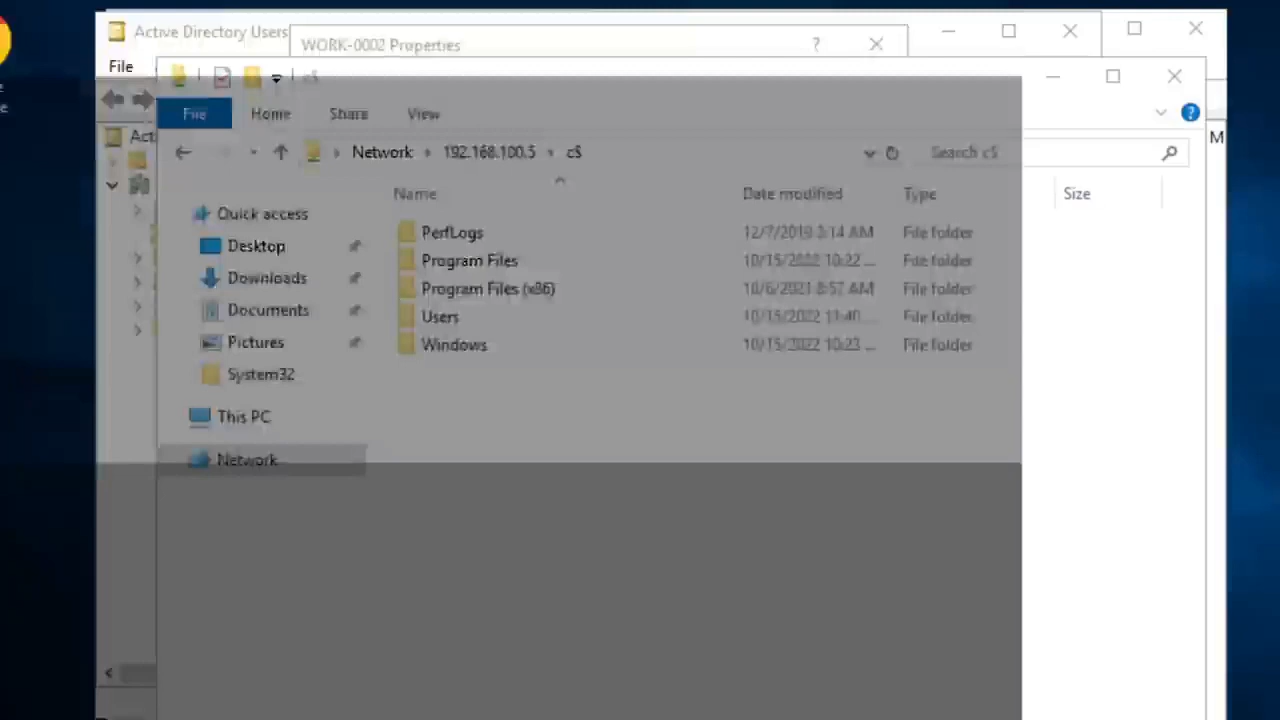 Active Directory Users
WORK-0002 Properties
?
File
c$
File Home Share View
?
Network 192.168.100.5 c$ Search c$
M
Act
Name Date modified Type Size
Quick access
Desktop
Downloads
Documents
Pictures
System32
This PC
Network
PerfLogs 12/7/2019 3:14 AM File folder
Program Files 10/15/2022 10:22 ... File folder
Program Files (x86) 10/6/2021 8:57 AM File folder
Users 10/15/2022 11:40 ... File folder
Windows 10/15/2022 10:23 ... File folder